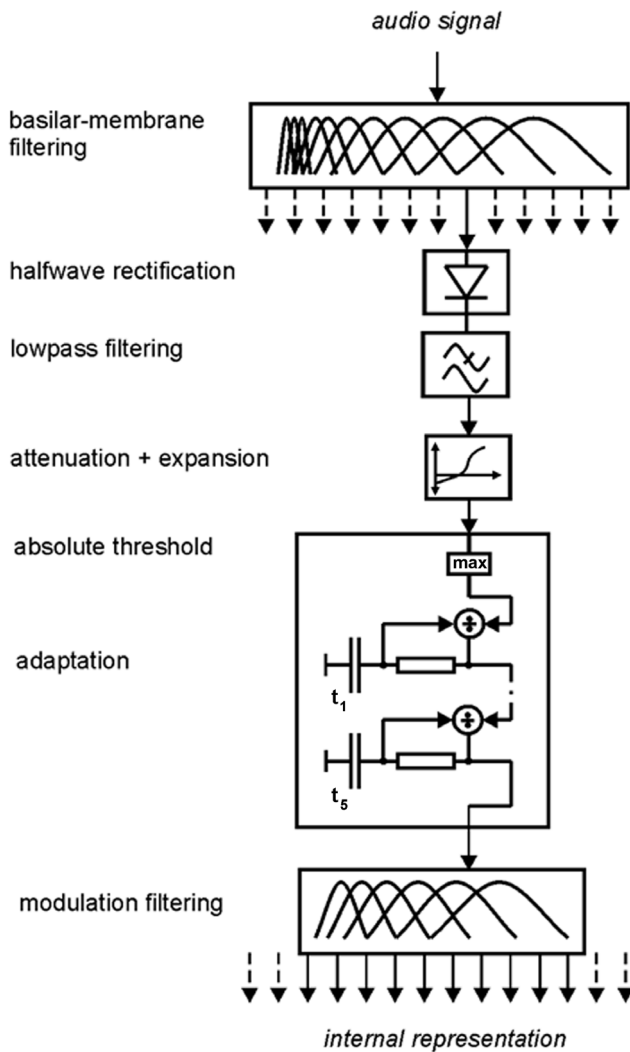 audio signal
basilar-membrane
filtering
halfwave rectification
lowpass filtering
attenuation + expansion
absolute threshold
max
÷
adaptation
t1
÷
t5
modulation filtering
internal representation